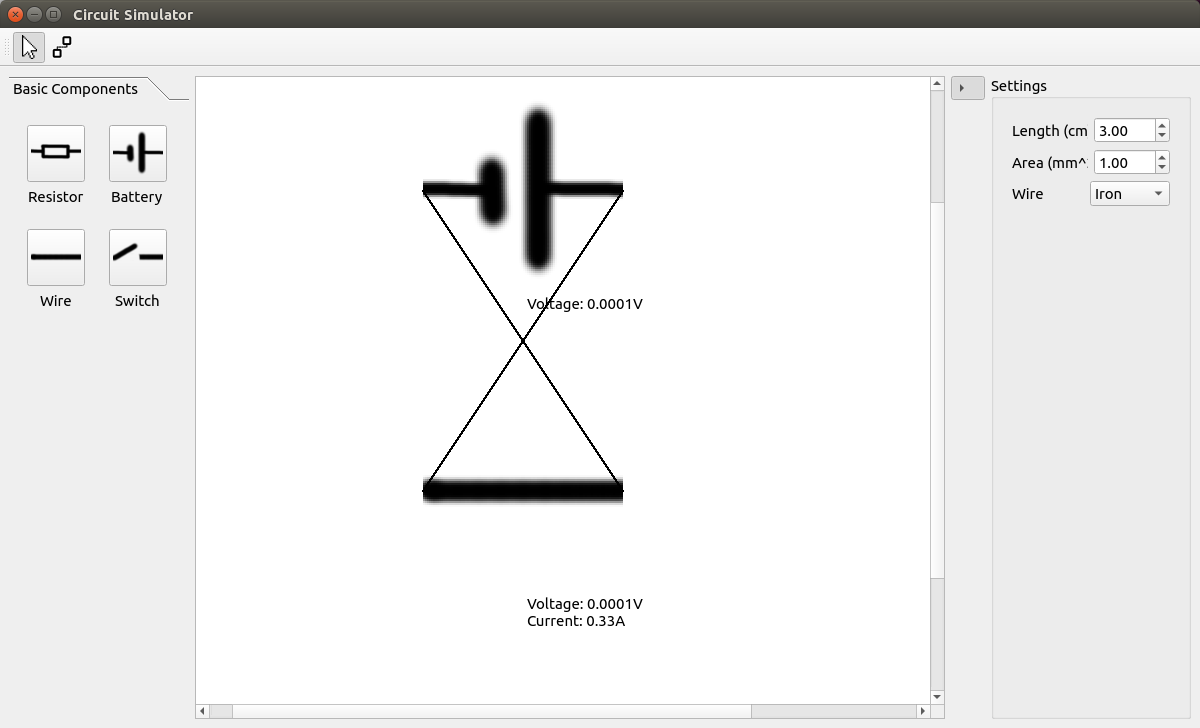 Circuit Simulator
Basic Components
Resistor
Battery
Wire
Switch
Voltage: 0.0001V
Voltage: 0.0001V
Current: 0.33A
Settings
Length (cm
3.00
Area (mm^
1.00
Wire
Iron